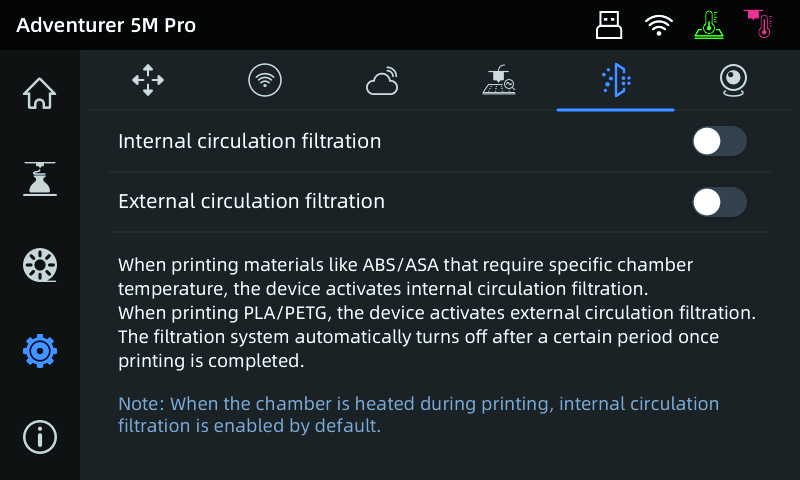 Adventurer 5M Pro
Internal circulation filtration
External circulation filtration
When printing materials like ABS/ASA that require specific chamber
temperature, the device activates internal circulation filtration.
When printing PLA/PETG, the device activates external circulation filtration.
The filtration system automatically turns off after a certain period once
printing is completed.
Note: When the chamber is heated during printing, internal circulation
filtration is enabled by default.